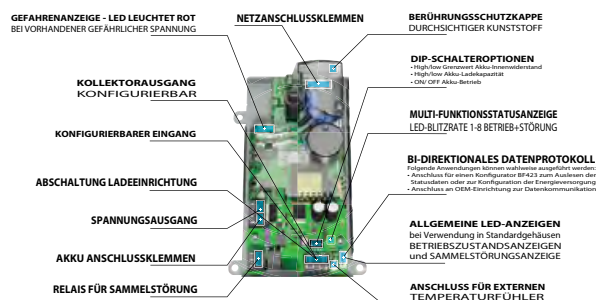 GEFAHRENANZEIGE - LED LEUCHTET ROT
BEI VORHANDENER GEFÄHRLICHER SPANNUNG
KOLLEKTORAUSGANG
KONFIGURIERBAR
KONFIGURIERBARER EINGANG
ABSCHALTUNG LADEEINRICHTUNG
SPANNUNGSAUSGANG
AKKU ANSCHLUSSKLEMMEN
RELAIS FÜR SAMMELSTÖRUNG
NETZANSCHLUSSKLEMMEN
BERÜHRUNGSSCHUTZKAPPE
DURCHSICHTIGER KUNSTSTOFF
DIP-SCHALTEROPTIONEN
• High/low Grenzwert Akku-Innenwiderstand
• High/low Akku-Ladekapazität
• ON/ OFF Akku-Betrieb
MULTI-FUNKTIONSSTATUSANZEIGE
LED-BLITZRATE 1-8 BETRIEB+STÖRUNG
BI-DIREKTIONALES DATENPROTOKOLL
Folgende Anwendungen können wahlweise ausgeführt werden:
• Anschluss für einen Konfigurator BF423 zum Auslesen der
Statusdaten oder zur Konfiguration der Energieversorgung
• Anschluss an OEM-Einrichtung zur Datenkommunikation
ALLGEMEINE LED-ANZEIGEN
bei Verwendung in Standardgehäusen
BETRIEBSZUSTANDSANZEIGEN
und SAMMELSTÖRUNGSANZEIGE
ANSCHLUSS FÜR EXTERNEN
TEMPERATURFÜHLER